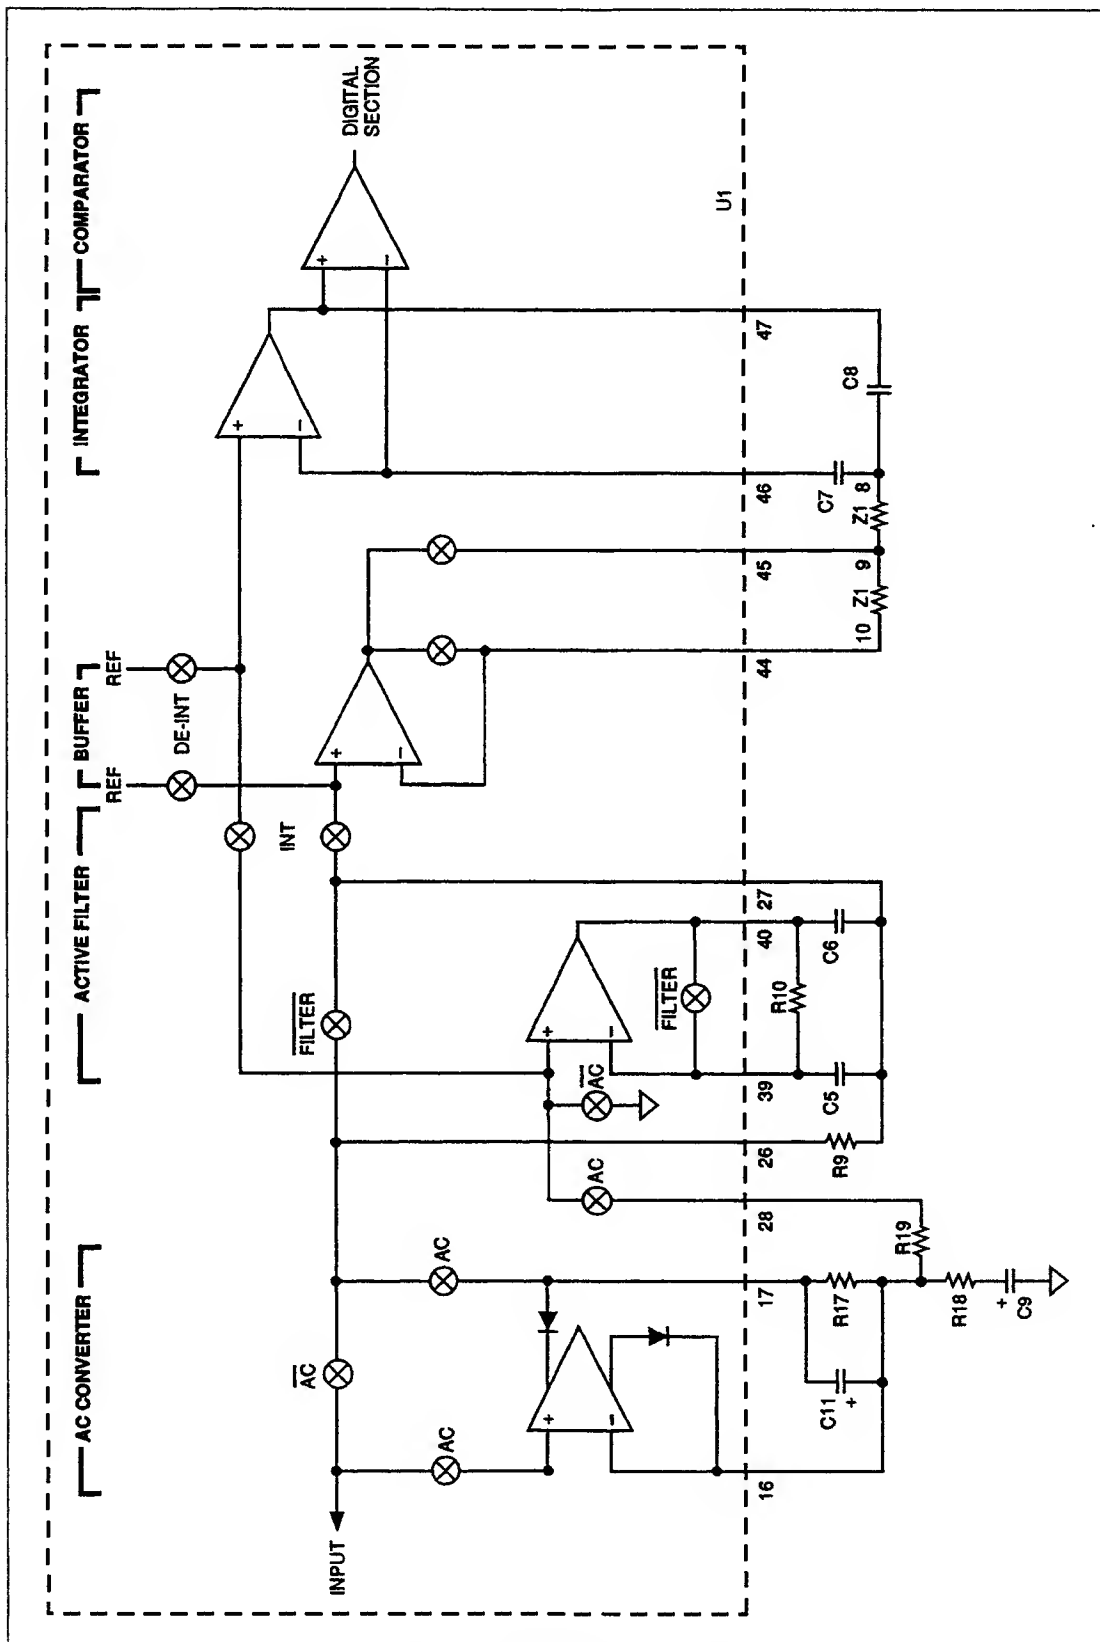 AC CONVERTER
ACTIVE FILTER
BUFFER
INTEGRATOR
COMPARATOR
REF
REF
DE-INT
INT
INPUT
AC
FILTER
AC
AC
AC
AC
FILTER
DIGITAL
SECTION
+
−
+
−
+
−
+
−
+
−
U1
16
17
28
26
39
40
27
44
45
46
47
C11
+
R17
R18
+
C9
R19
R9
C5
R10
C6
10
Z1
9
Z1
8
C7
C8